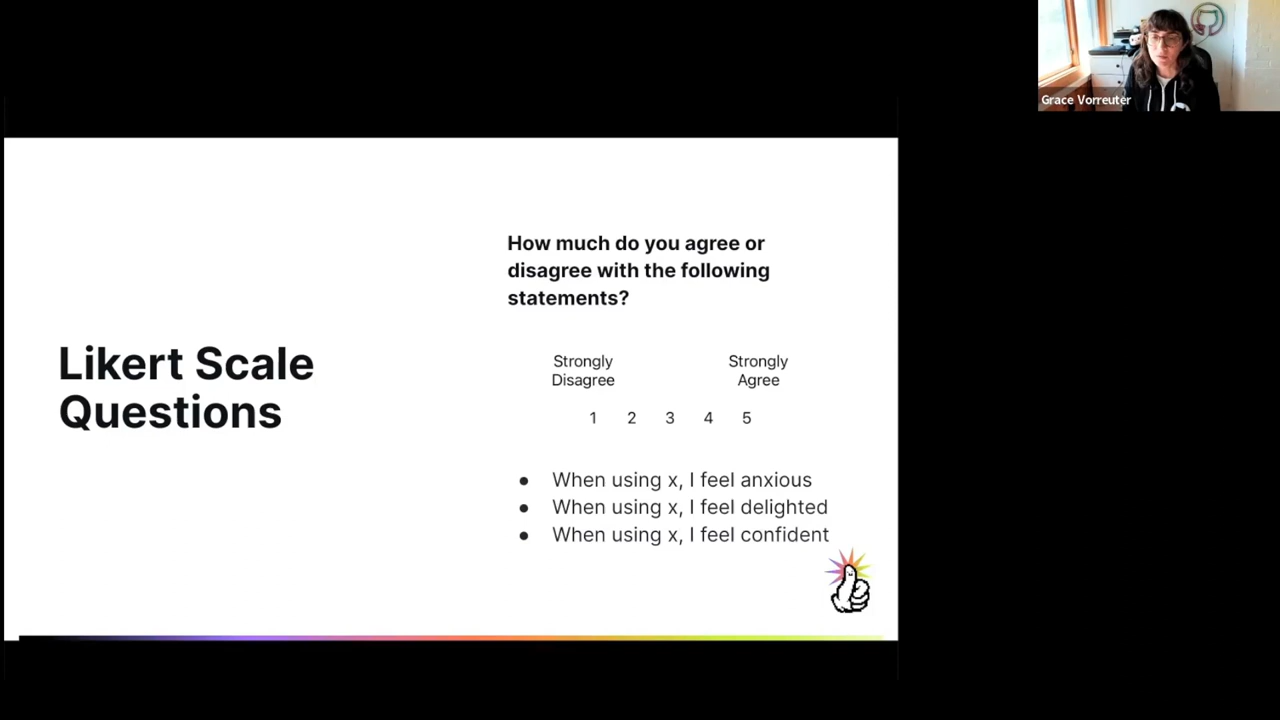 Grace Vorreuter
Likert Scale
Questions
How much do you agree or
disagree with the following
statements?
Strongly
Disagree
Strongly
Agree
1 2 3 4 5
● When using x, I feel anxious
● When using x, I feel delighted
● When using x, I feel confident